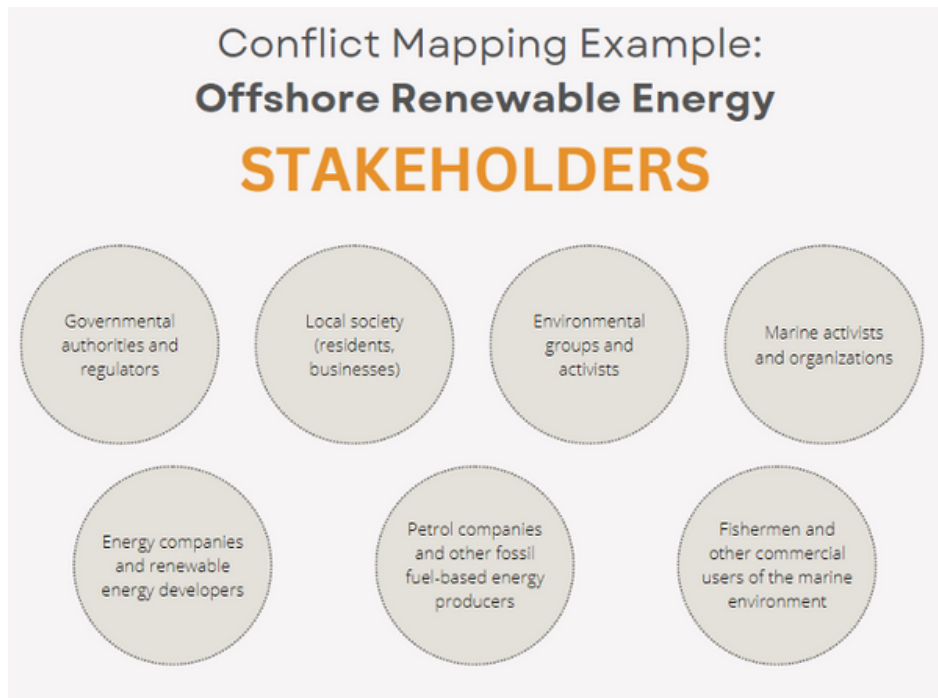 Conflict Mapping Example:
Offshore Renewable Energy
STAKEHOLDERS
Governmental
authorities and
regulators
Local society
(residents,
businesses)
Environmental
groups and
activists
Marine activists
and organizations
Energy companies
and renewable
energy developers
Petrol companies
and other fossil
fuel-based energy
producers
Fishermen and
other commercial
users of the marine
environment